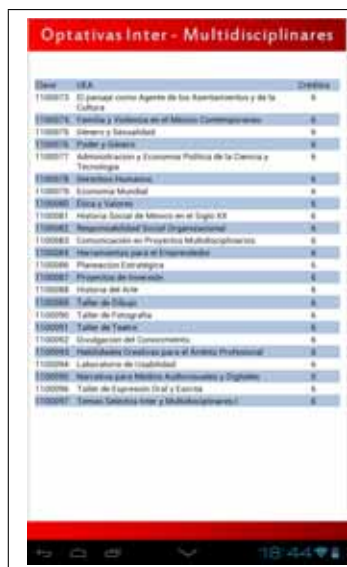 Optativas Inter - Multidisciplinares
Clave UEA Créditos
1100073 El paisaje como Agente de los Asentamientos y de la Cultura 6
1100074 Familia y Violencia en el México Contemporáneo 6
1100075 Género y Sexualidad 6
1100076 Poder y Género 6
1100077 Administración y Economía Política de la Ciencia y Tecnología 6
1100078 Derechos Humanos 6
1100079 Economía Mundial 6
1100080 Ética y Valores 6
1100081 Historia Social de México en el Siglo XX 6
1100082 Responsabilidad Social Organizacional 6
1100083 Comunicación en Proyectos Multidisciplinarios 6
1100084 Herramientas para el Emprendedor 6
1100086 Planeación Estratégica 6
1100087 Proyectos de Inversión 6
1100088 Historia del Arte 6
1100089 Taller de Dibujo 6
1100090 Taller de Fotografía 6
1100091 Taller de Teatro 6
1100092 Divulgación del Conocimiento 6
1100093 Habilidades Creativas para el Ámbito Profesional 6
1100094 Laboratorio de Usabilidad 6
1100095 Narrativa para Medios Audiovisuales y Digitales 6
1100096 Taller de Expresión Oral y Escrita 6
1100097 Temas Selectos Inter y Multidisciplinares I 6
18:44